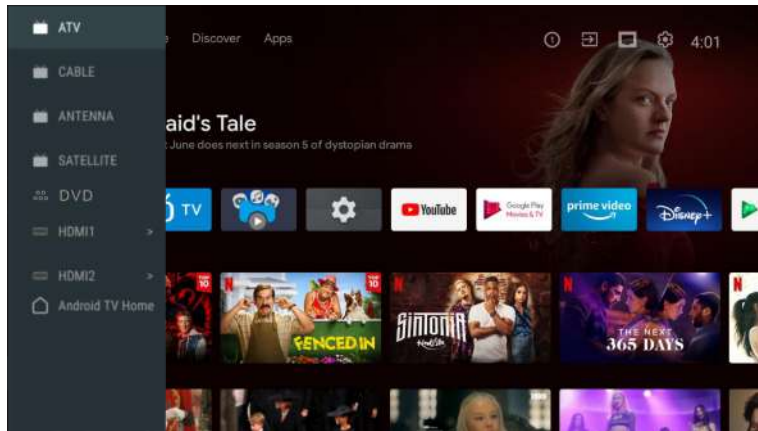 ATV
CABLE
ANTENNA
SATELLITE
DVD
HDMI1 >
HDMI2 >
Android TV Home
e Discover Apps
4:01
aid's Tale
June does next in season 5 of dystopian drama
TV
YouTube
Google Play
Movies & TV
prime video
Disney+
TOP
10
N
FENCED IN
TOP
10
N
SINTONIA
N
THE NEXT
365 DAYS
N